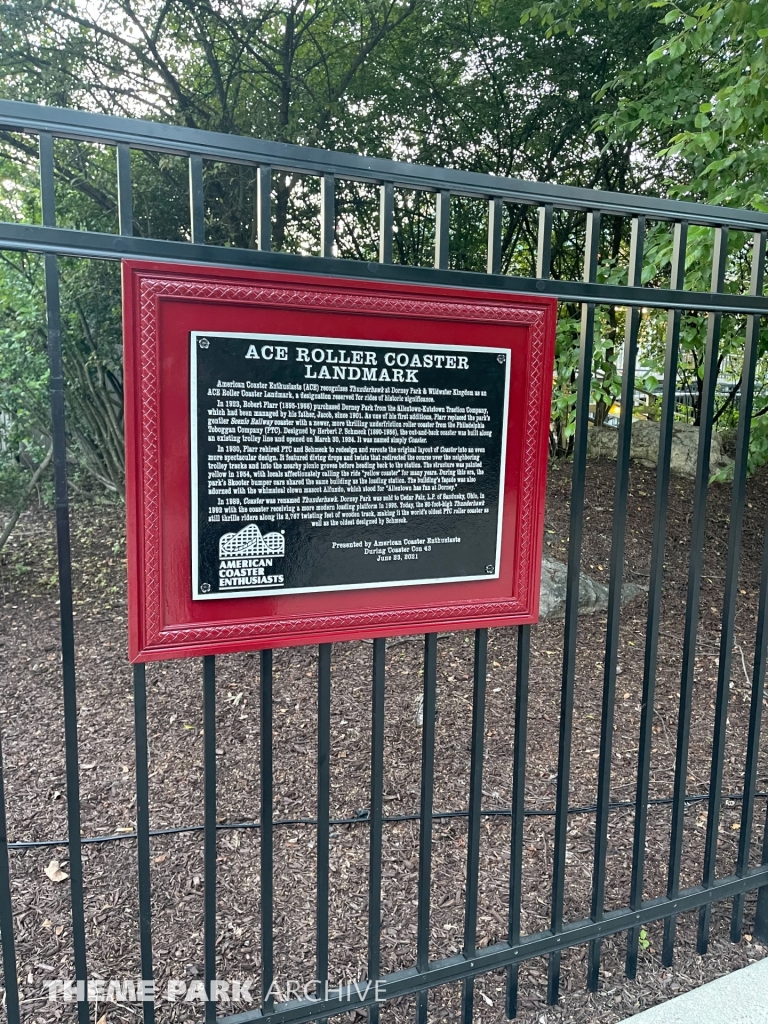 ACE ROLLER COASTER
LANDMARK
American Coaster Enthusiasts (ACE) recognizes Thunderhawk at Dorney Park & Wildwater Kingdom as an
ACE Roller Coaster Landmark, a designation reserved for rides of historic significance.
In 1923, Robert Plarr (1895-1966) purchased Dorney Park from the Allentown-Kutztown Traction Company,
which had been managed by his father, Jacob, since 1901. As one of his first additions, Plarr replaced the park's
gentler Scenic Railway coaster with a newer, more thrilling underfriction roller coaster from the Philadelphia
Toboggan Company (PTC). Designed by Herbert P. Schmeck (1890-1956), the out-and-back coaster was built along
an existing trolley line and opened on March 30, 1924. It was named simply Coaster.
In 1930, Plarr rehired PTC and Schmeck to redesign and reroute the original layout of Coaster into an even
more spectacular design. It featured diving drops and twists that redirected the course over the neighboring
trolley tracks and into the nearby picnic groves before heading back to the station. The structure was painted
yellow in 1954, with locals affectionately calling the ride "yellow coaster" for many years. During this era, the
park's Skooter bumper cars shared the same building as the loading station. The building's façade was also
adorned with the whimsical clown mascot Alfundo, which stood for "Allentown has fun at Dorney."
In 1989, Coaster was renamed Thunderhawk. Dorney Park was sold to Cedar Fair, L.P. of Sandusky, Ohio, in
1992 with the coaster receiving a more modern loading platform in 1995. Today, the 80-foot-high Thunderhawk
still thrills riders along its 2,767 twisting feet of wooden track, making it the world's oldest PTC roller coaster as
well as the oldest designed by Schmeck.
Presented by American Coaster Enthusiasts
During Coaster Con 43
June 23, 2021
AMERICAN
COASTER
ENTHUSIASTS
THEME PARK ARCHIVE